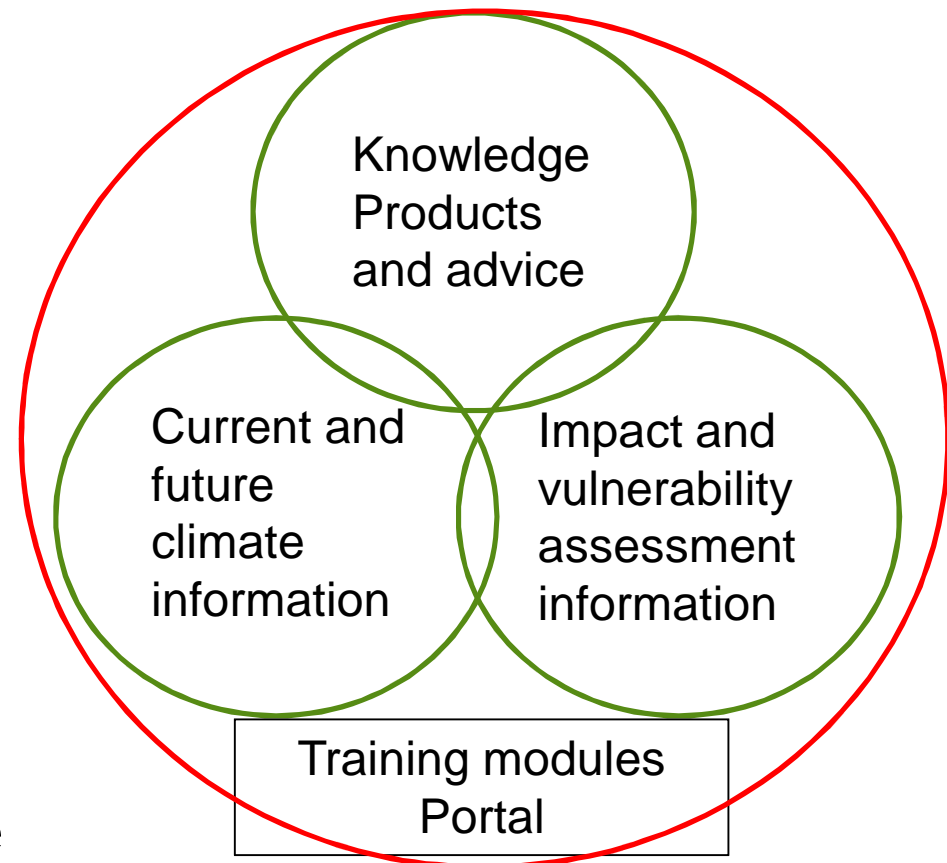 Knowledge
Products
and advice
Current and
future
climate
information
Impact and
vulnerability
assessment
information
Training modules
Portal
e